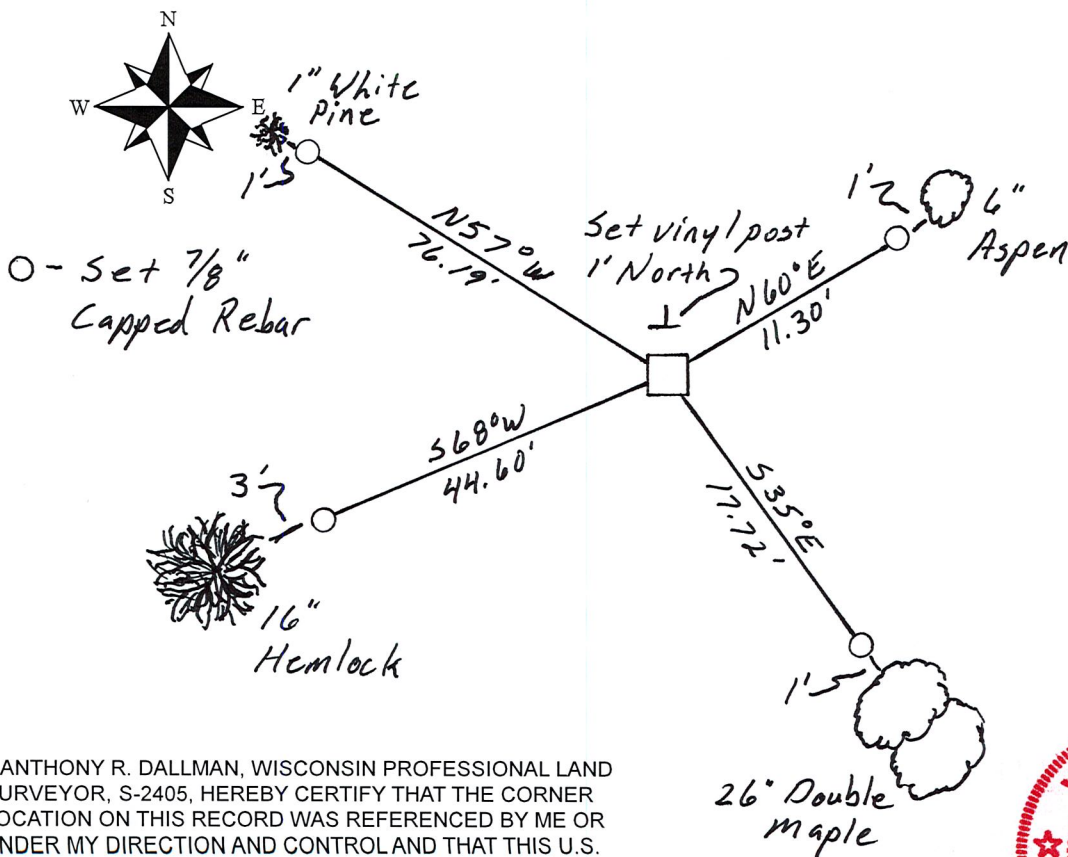 N
W
E
S
1" White
Pine
1'
N57°W
76.19'
Set vinyl post
1' North
N60°E
11.30'
1'
6"
Aspen
O - Set 7/8"
Capped Rebar
S68°W
44.60'
3'
16"
Hemlock
S35°E
17.72'
1'
26" Double
Maple
ANTHONY R. DALLMAN, WISCONSIN PROFESSIONAL LAND
URVEYOR, S-2405, HEREBY CERTIFY THAT THE CORNER
OCATION ON THIS RECORD WAS REFERENCED BY ME OR
NDER MY DIRECTION AND CONTROL AND THAT THIS U.S.